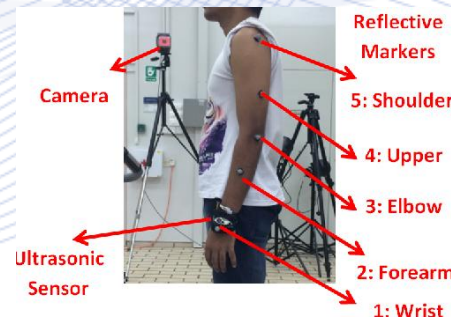 Reflective
Markers
Camera
5: Shoulder
4: Upper
3: Elbow
Ultrasonic
Sensor
2: Forearm
1: Wrist